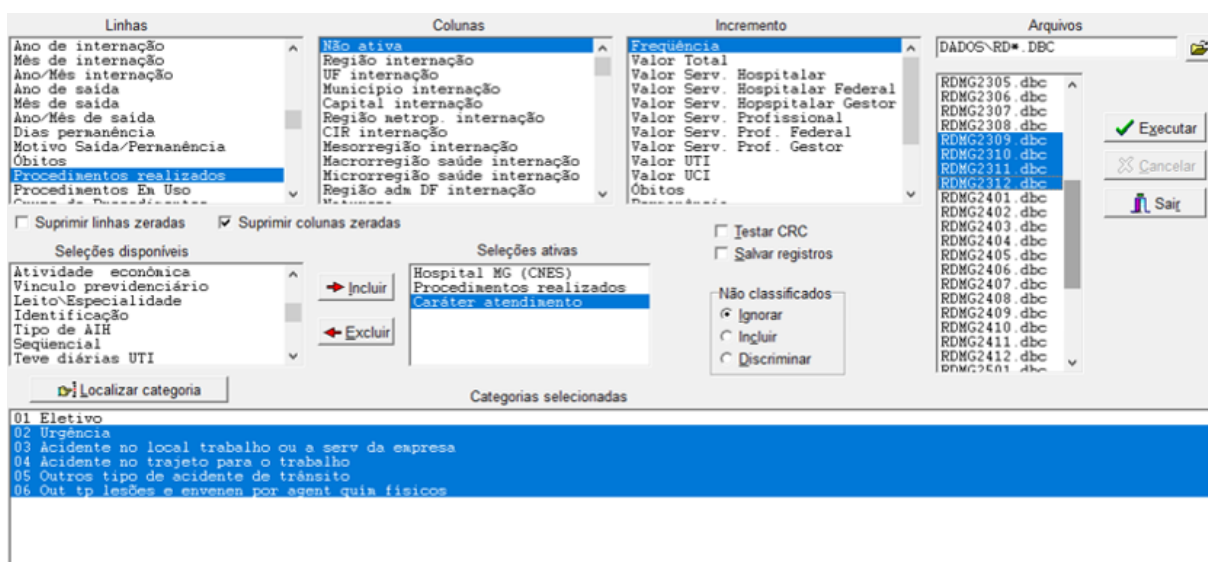 Linhas
Ano de internação
Mês de internação
Ano/Mês internação
Ano de saída
Mês de saída
Ano/Mês de saída
Dias permanência
Motivo Saída/Permanência
Óbitos
Procedimentos realizados
Procedimentos Em Uso
Colunas
Não ativa
Região internação
UF internação
Município internação
Capital internação
Região metrop. internação
CIR internação
Mesorregião internação
Macrorregião saúde internação
Microrregião saúde internação
Região adm DF internação
Incremento
Freqüência
Valor Total
Valor Serv. Hospitalar
Valor Serv. Hospitalar Federal
Valor Serv. Hopspitalar Gestor
Valor Serv. Profissional
Valor Serv. Prof. Federal
Valor Serv. Prof. Gestor
Valor UTI
Valor UCI
Óbitos
Arquivos
DADOS\RD*.DBC
RDMG2305.dbc
RDMG2306.dbc
RDMG2307.dbc
RDMG2308.dbc
RDMG2309.dbc
RDMG2310.dbc
RDMG2311.dbc
RDMG2312.dbc
RDMG2401.dbc
RDMG2402.dbc
RDMG2403.dbc
RDMG2404.dbc
RDMG2405.dbc
RDMG2406.dbc
RDMG2407.dbc
RDMG2408.dbc
RDMG2409.dbc
RDMG2410.dbc
RDMG2411.dbc
RDMG2412.dbc
RDMG2501.dbc
Executar
Cancelar
Sair
Suprimir linhas zeradas
Suprimir colunas zeradas
Testar CRC
Salvar registros
Seleções disponíveis
Atividade econômica
Vínculo previdenciário
Leito\Especialidade
Identificação
Tipo de AIH
Seqüencial
Teve diárias UTI
Incluir
Excluir
Seleções ativas
Hospital MG (CNES)
Procedimentos realizados
Caráter atendimento
Não classificados
Ignorar
Incluir
Discriminar
Localizar categoria
Categorias selecionadas
01 Eletivo
02 Urgência
03 Acidente no local trabalho ou a serv da empresa
04 Acidente no trajeto para o trabalho
05 Outros tipo de acidente de trânsito
06 Out tp lesões e envenen por agent quím físicos